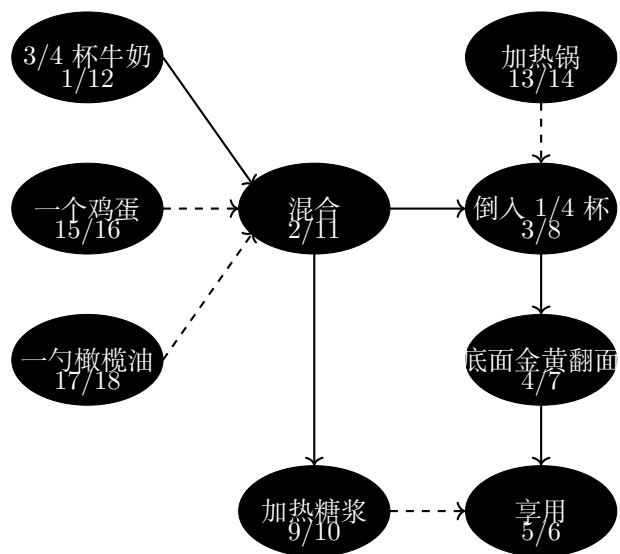 3/4 杯牛奶
1/12
加热锅
13/14
一个鸡蛋
15/16
混合
2/11
倒入 1/4 杯
3/8
一勺橄榄油
17/18
底面金黄翻面
4/7
加热糖浆
9/10
享用
5/6